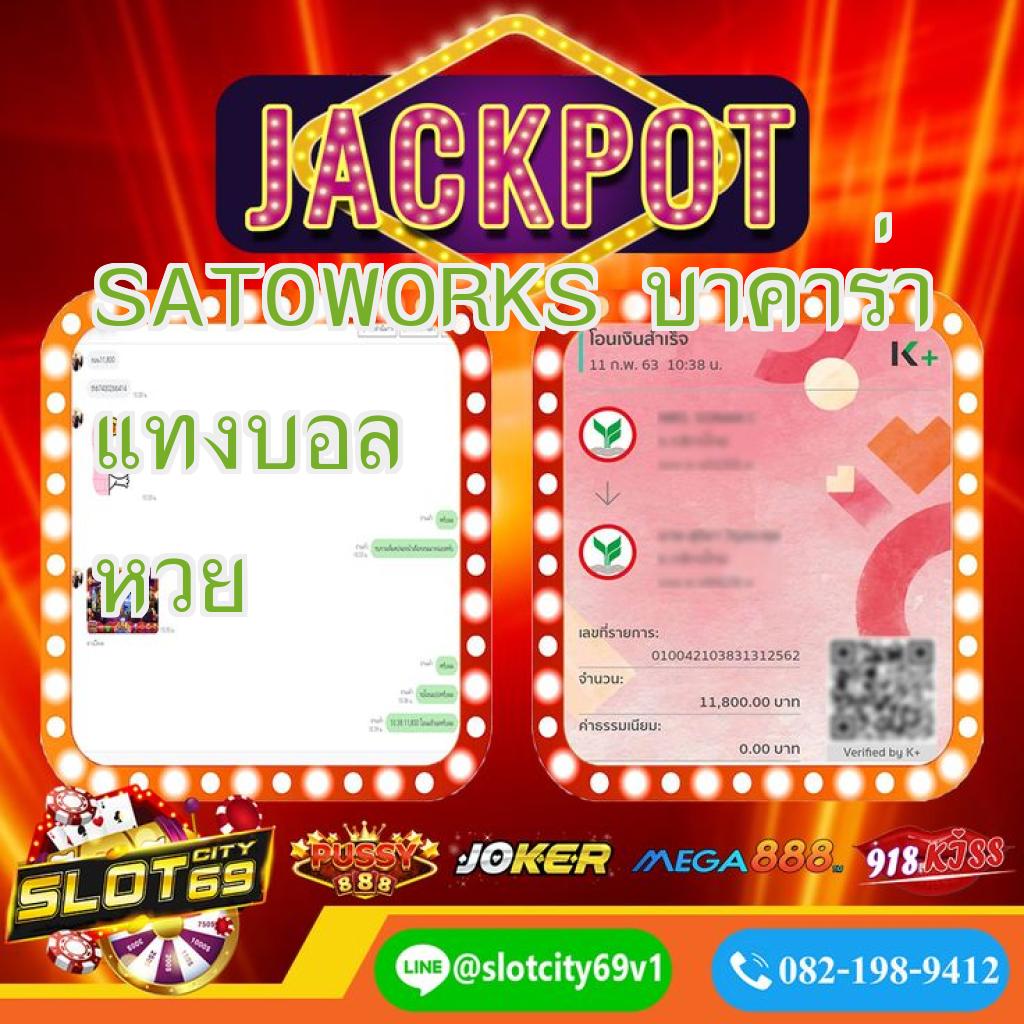 JACKPOT
SATOWORKS บาคาร่า
แทงบอล
หวย
โอนเงินสำเร็จ
11 ก.พ. 63 10:38 น.
K+
เลขที่รายการ:
010042103831312562
จำนวน:
11,800.00 บาท
ค่าธรรมเนียม:
0.00 บาท
Verified by K+
SLOT CITY 69
PUSSY 888
JOKER
MEGA888
918KISS
LINE @slotcity69v1
082-198-9412